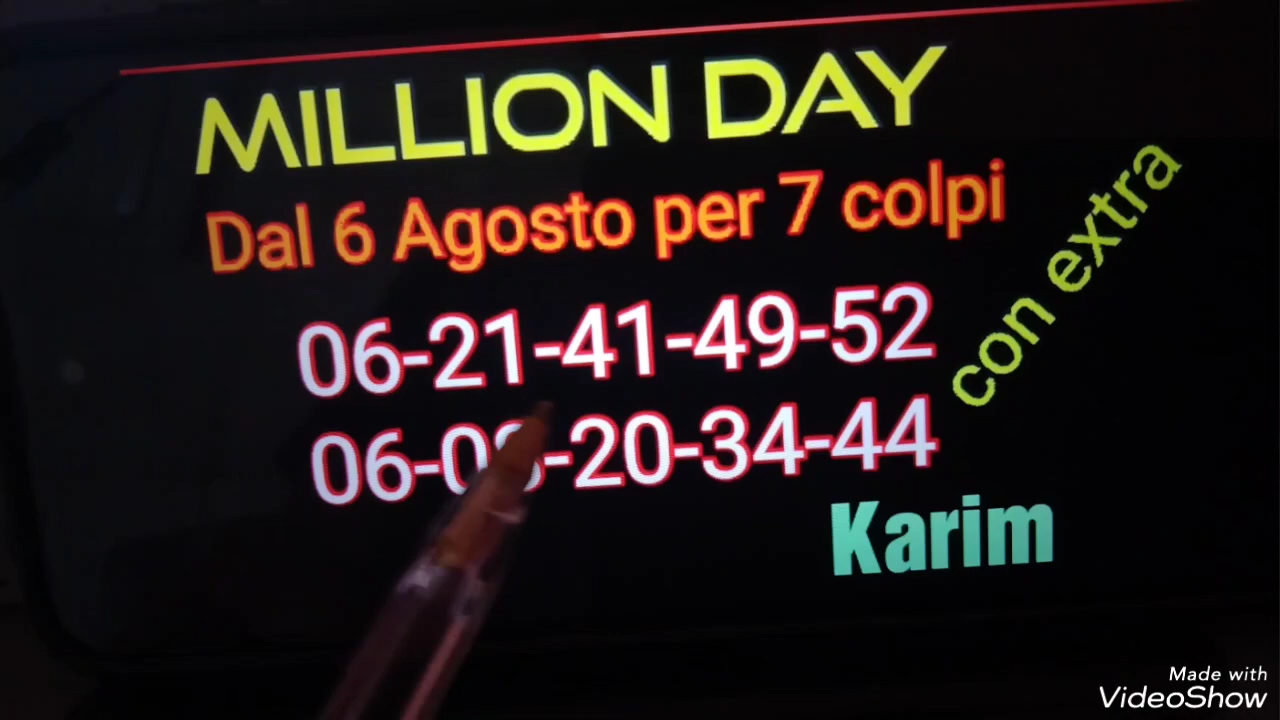 MILLION DAY
Dal 6 Agosto per 7 colpi
con extra
06-21-41-49-52
06-08-20-34-44
Karim
Made with
VideoShow